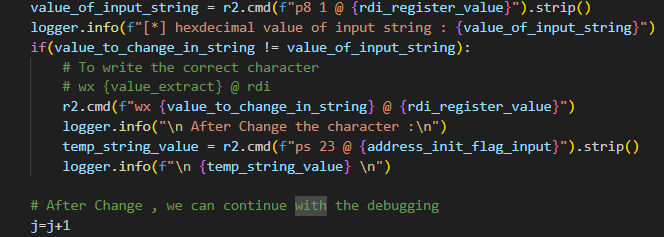 value_of_input_string = r2.cmd(f"p8 1 @ {rdi_register_value}").strip()
logger.info(f"[*] hexdecimal value of input string : {value_of_input_string}")
if(value_to_change_in_string != value_of_input_string):
# To write the correct character
# wx {value_extract} @ rdi
r2.cmd(f"wx {value_to_change_in_string} @ {rdi_register_value}")
logger.info("\n After Change the character :\n")
temp_string_value = r2.cmd(f"ps 23 @ {address_init_flag_input}").strip()
logger.info(f"\n {temp_string_value} \n")
# After Change , we can continue with the debugging
j=j+1